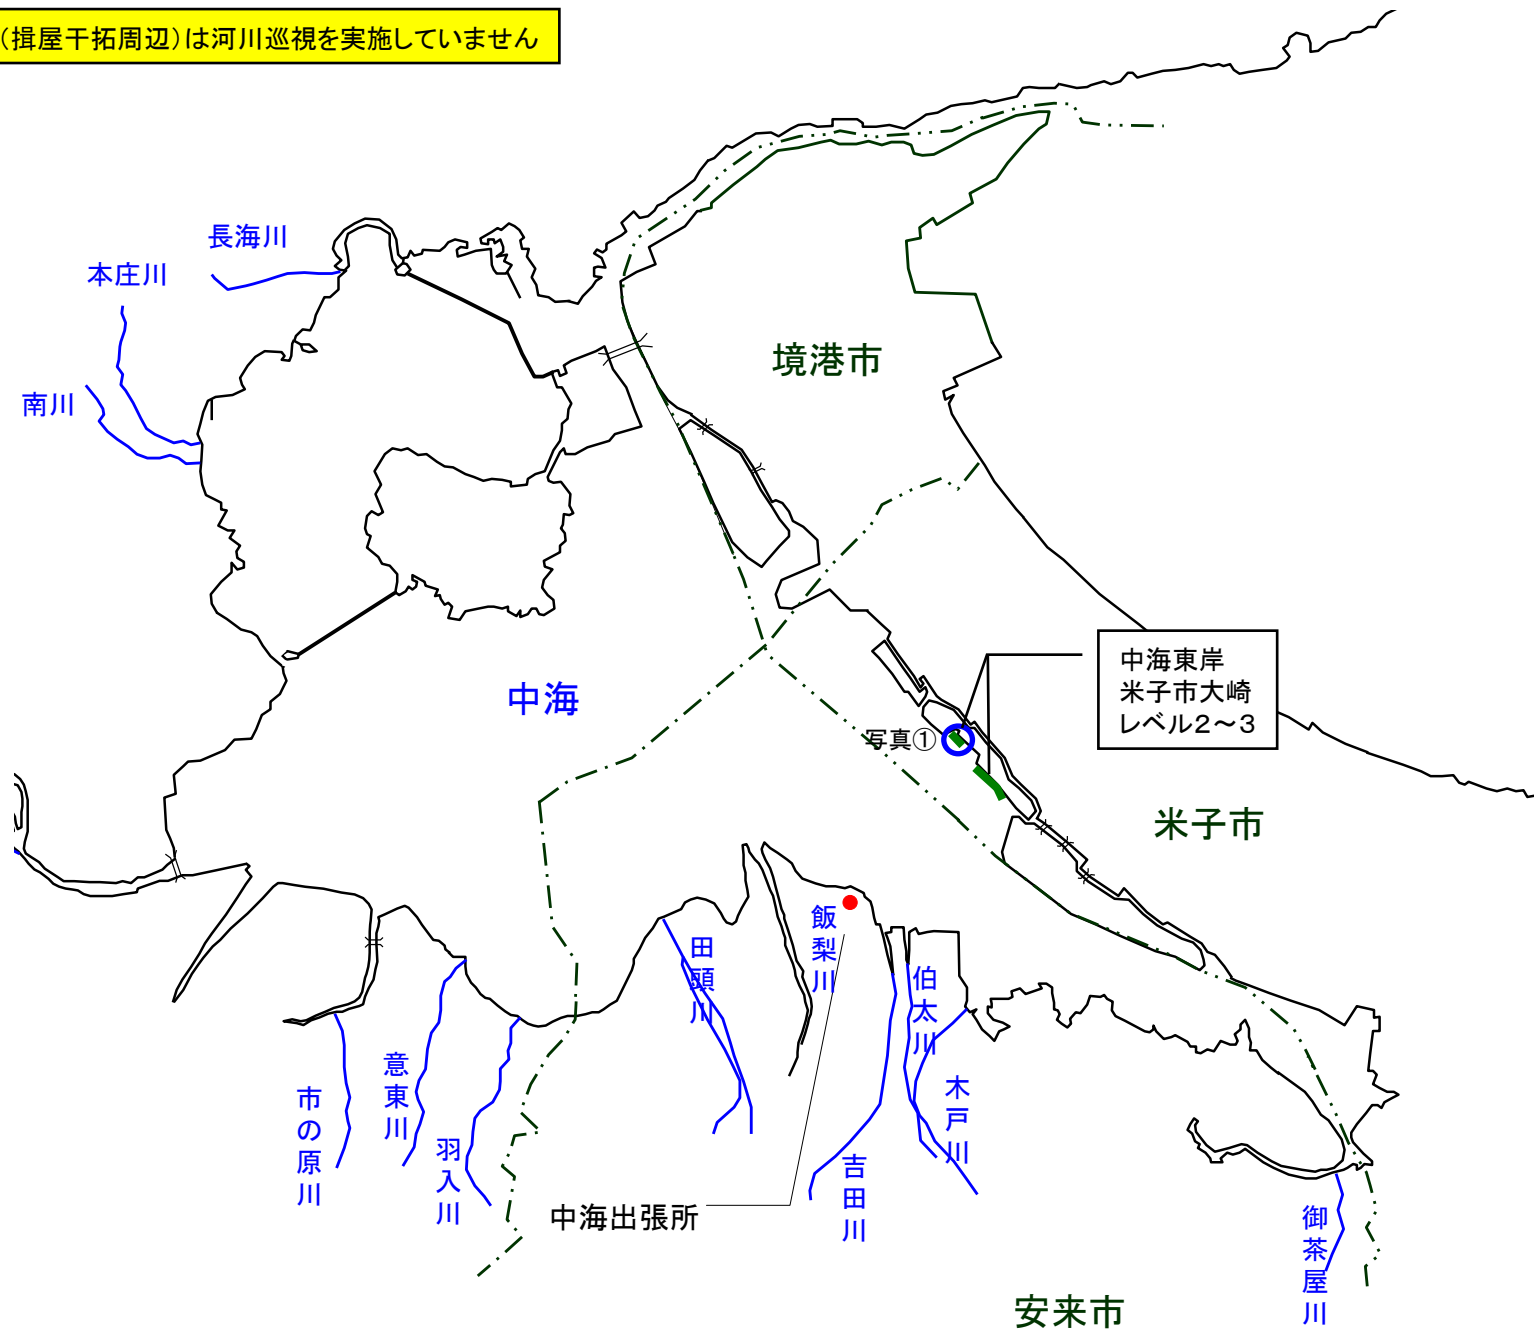 (揖屋干拓周辺)は河川巡視を実施していません
長海川
本庄川
境港市
南川
中海
中海東岸
米子市大崎
レベル2～3
写真①
米子市
飯梨川
田頭川
伯太川
意東川
木戸川
市の原川
羽入川
吉田川
中海出張所
御茶屋川
安来市